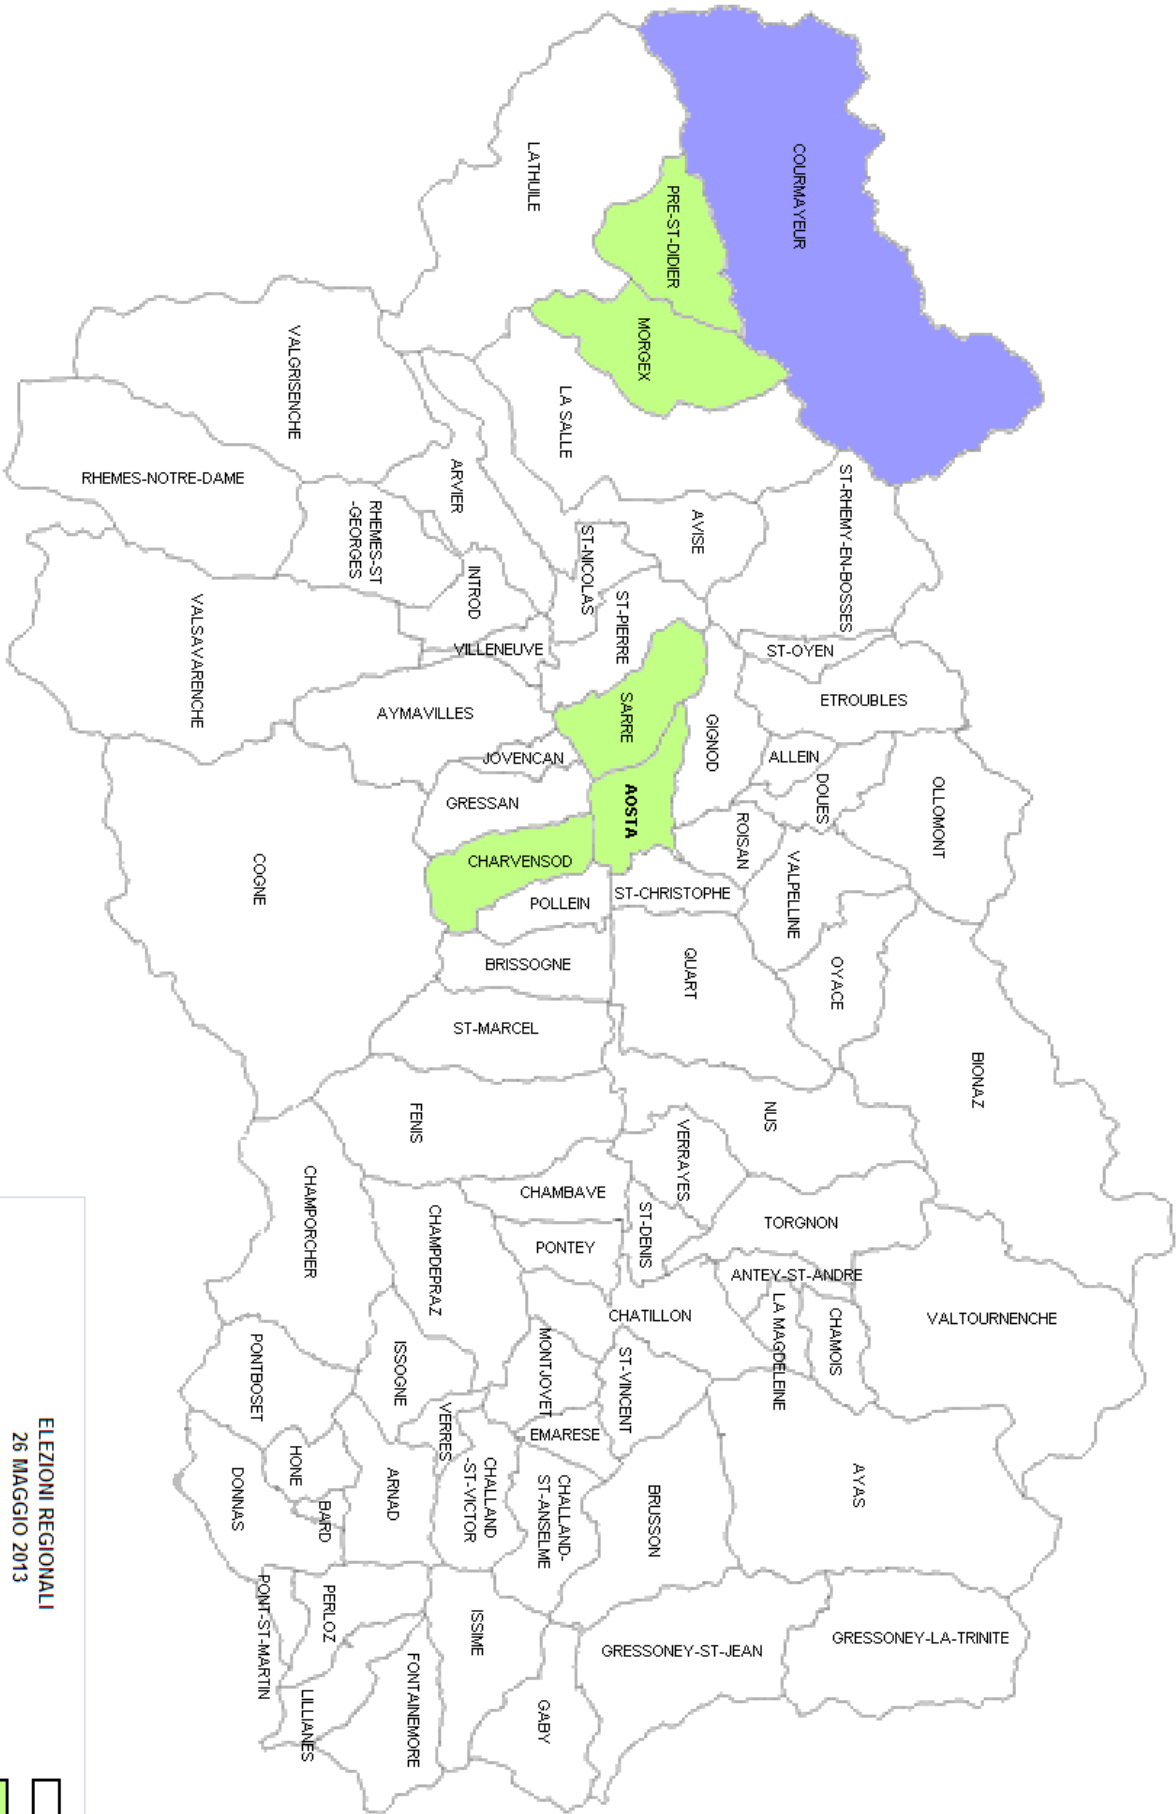 COURMAYEUR
LATHUILE
PRE-ST-DIDIER
MORGEX
LA SALLE
VALGRISENCHE
RHEMES-NOTRE-DAME
ARVIER
RHEMES-ST
-GEORGES
AVISE
ST-RHEMY-EN-BOSSES
ST-NICOLAS
INTROD
ST-PIERRE
VILLENEUVE
VALSAVARENCHE
ST-OYEN
ETROUBLES
AYMAVILLES
SARRE
GIGNOD
JOVENCAN
ALLEIN
DOUES
OLLOMONT
GRESSAN
AOSTA
ROISAN
COGNE
CHARVENSOD
ST-CHRISTOPHE
VALPELLINE
POLLEIN
BRISSOGNE
QUART
OYACE
ST-MARCEL
BIONAZ
FENIS
NUS
VERRAYES
CHAMPORCHER
CHAMBAVE
ST-DENIS
TORGNON
CHAMPDEPRAZ
PONTEY
ANTEY-ST-ANDRE
CHATILLON
LA MAGDELEINE
CHAMOIS
VALTOURNENCHE
PONTBOSET
ISSOGNE
MONTJOVET
ST-VINCENT
VERRES
EMARESE
HONE
DONNAS
BARD
ARNAD
CHALLAND
-ST-VICTOR
CHALLAND-
ST-ANSELME
BRUSSON
AYAS
PONT-ST-MARTIN
PERLOZ
LILLIANES
FONTAINEMORE
ISSIME
GABY
GRESSONEY-ST-JEAN
GRESSONEY-LA-TRINITE
ELEZIONI REGIONALI
26 MAGGIO 2013